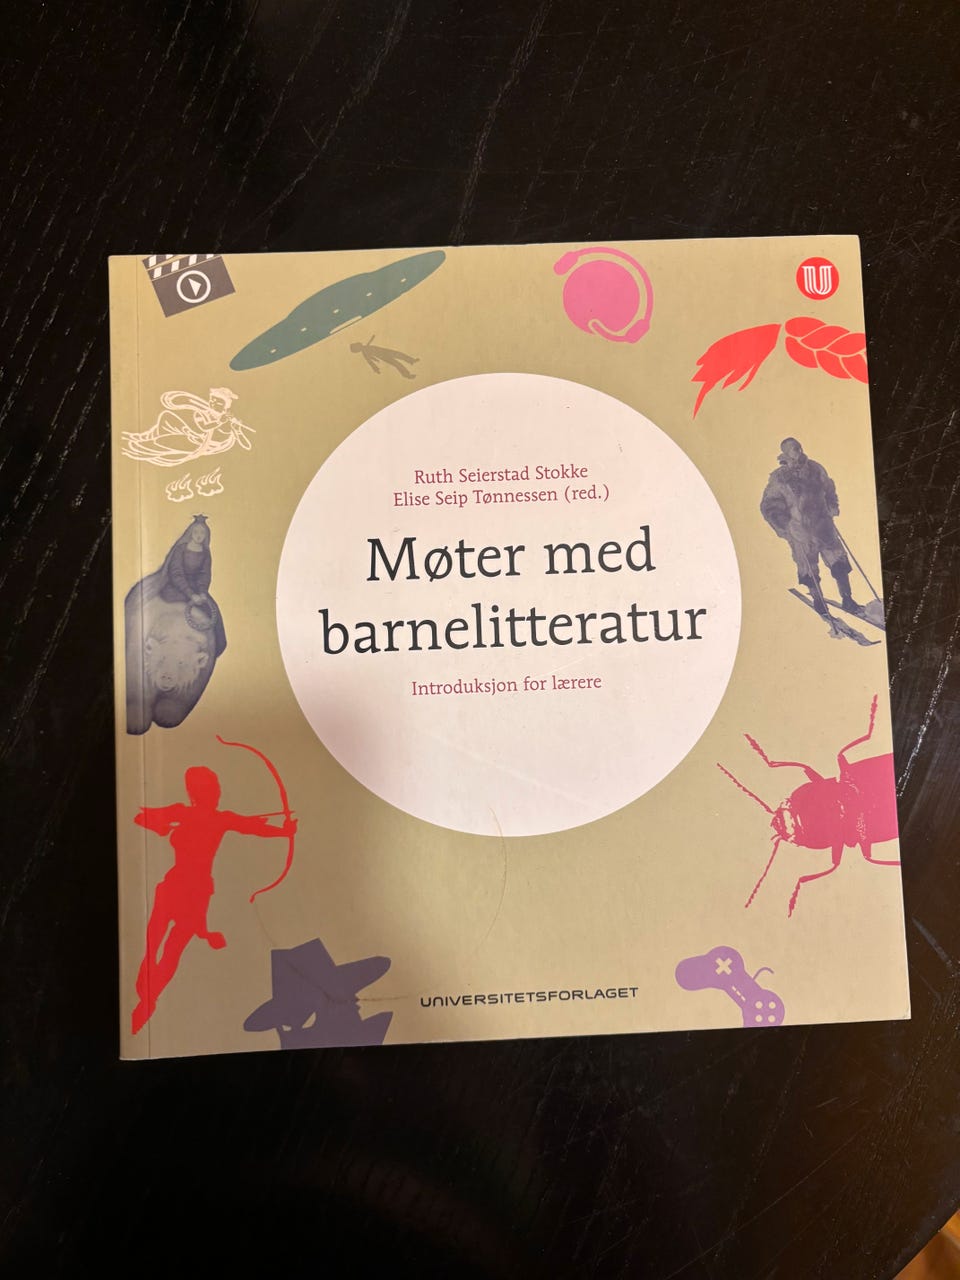 Ruth Seierstad Stokke
Elise Seip Tønnessen (red.)
Møter med
barnelitteratur
Introduksjon for lærere
UNIVERSITETSFORLAGET
U